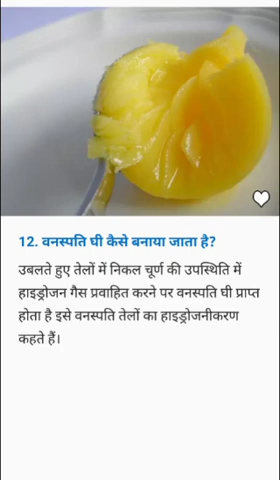 12. वनस्पति घी कैसे बनाया जाता है?
उबलते हुए तेलों में निकल चूर्ण की उपस्थिति में
हाइड्रोजन गैस प्रवाहित करने पर वनस्पति घी प्राप्त
होता है इसे वनस्पति तेलों का हाइड्रोजनीकरण
कहते हैं।